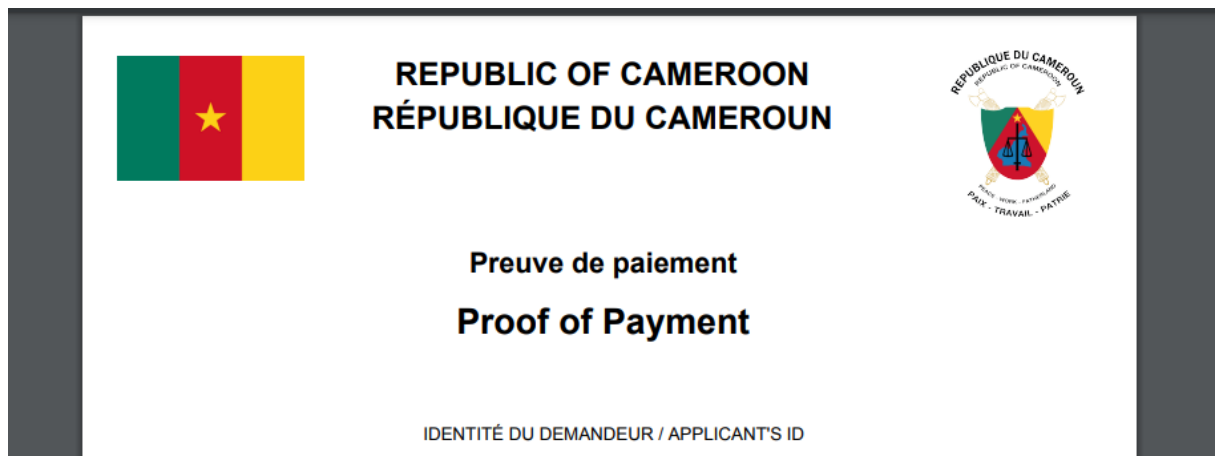 REPUBLIC OF CAMEROON
RÉPUBLIQUE DU CAMEROUN
REPUBLIQUE DU CAMEROUN
REPUBLIC OF CAMEROON
PEACE - WORK - FATHERLAND
PAIX - TRAVAIL - PATRIE
Preuve de paiement
Proof of Payment
IDENTITÉ DU DEMANDEUR / APPLICANT'S ID